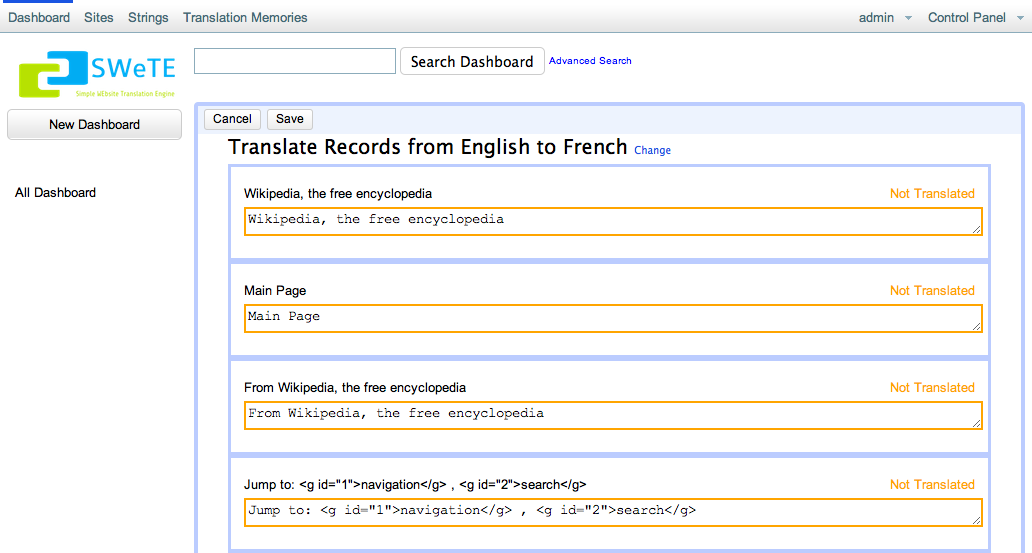 Dashboard Sites Strings Translation Memories admin Control Panel
SWeTE
Simple WEbsite Translation Engine
Search Dashboard Advanced Search
New Dashboard
All Dashboard
Cancel Save
Translate Records from English to French Change
Wikipedia, the free encyclopedia Not Translated
Wikipedia, the free encyclopedia
Main Page Not Translated
Main Page
From Wikipedia, the free encyclopedia Not Translated
From Wikipedia, the free encyclopedia
Jump to: <g id="1">navigation</g> , <g id="2">search</g> Not Translated
Jump to: <g id="1">navigation</g> , <g id="2">search</g>